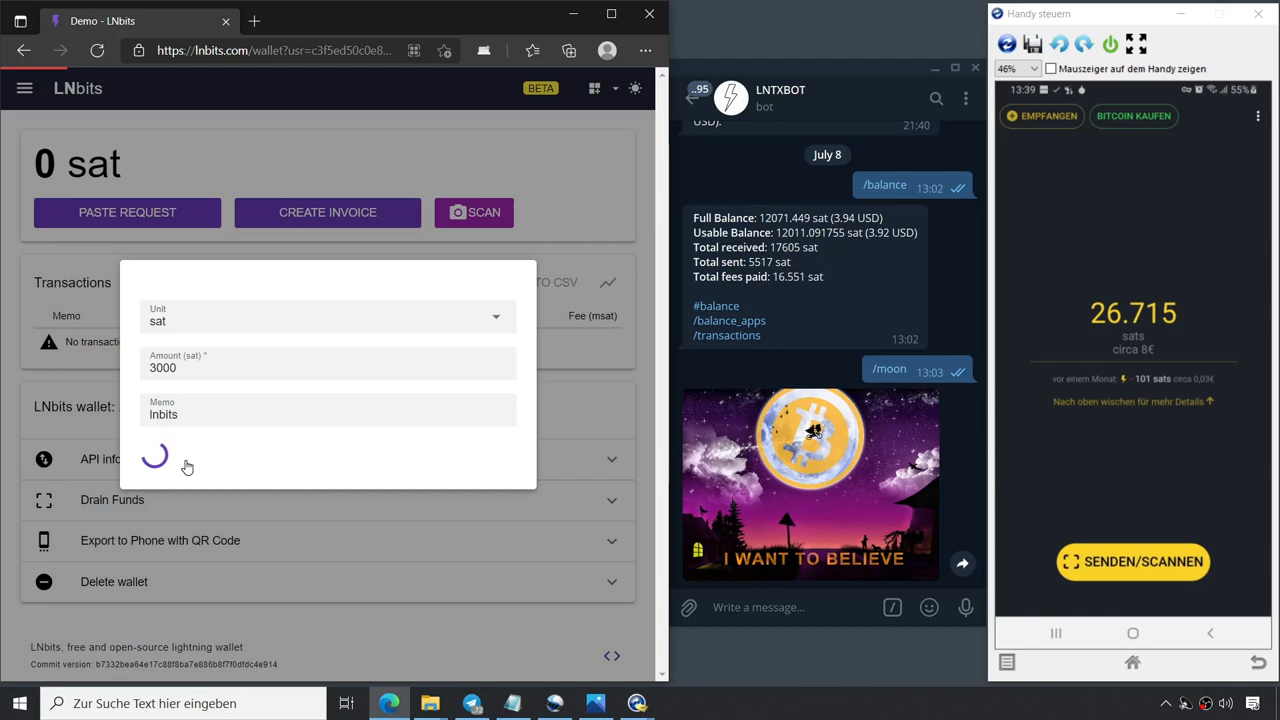 Demo - LNbits
https://lnbits.com/wallet
LNbits
BETA
0 sat
PASTE REQUEST
CREATE INVOICE
SCAN
Transactions
TO CSV
Memo
Fee (msat)
No transacti
Unit
sat
Amount (sat) *
3000
Memo
lnbits
LNbits wallet:
API info
Drain Funds
Export to Phone with QR Code
Delete wallet
LNbits, free and open-source lightning wallet
Commit version: b7332bea64e17c88f8ba7e886b8f7f0dfdc4e914
..95
LNTXBOT
bot
USD).
21:40
July 8
/balance 13:02
Full Balance: 12071.449 sat (3.94 USD)
Usable Balance: 12011.091755 sat (3.92 USD)
Total received: 17605 sat
Total sent: 5517 sat
Total fees paid: 16.551 sat
#balance
/balance_apps
/transactions
13:02
/moon 13:03
I WANT TO BELIEVE
Write a message...
Handy steuern
46%
Mauszeiger auf dem Handy zeigen
13:39
55%
EMPFANGEN
BITCOIN KAUFEN
26.715
sats
circa 8€
vor einem Monat: - 101 sats circa 0,03€
Nach oben wischen für mehr Details
SENDEN/SCANNEN
Zur Suche Text hier eingeben